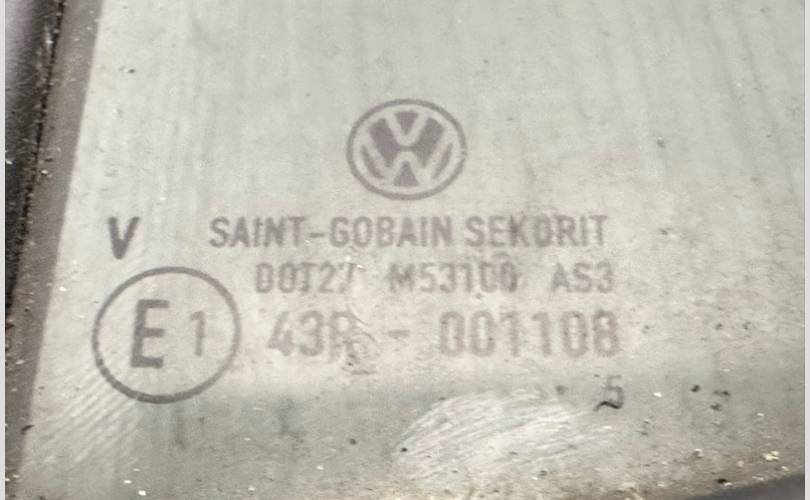 V SAINT-GOBAIN SEKURIT
DOT27 M53100 AS3
E1 43R - 001108
5